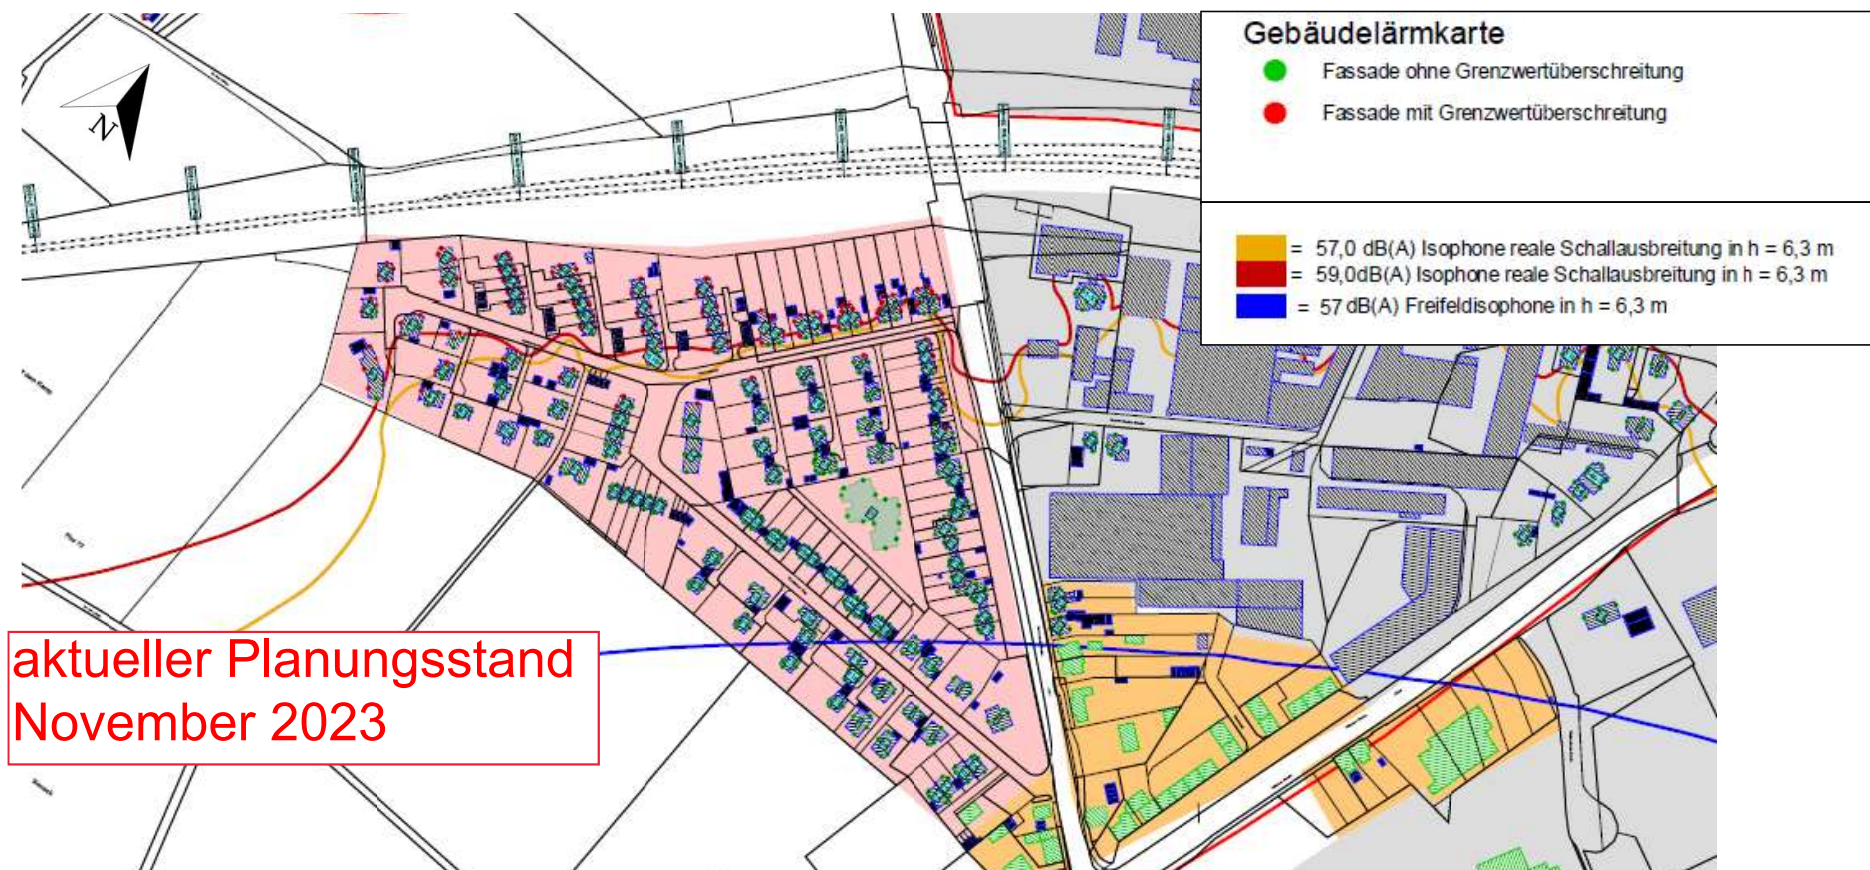 Gebäudelärmkarte
Fassade ohne Grenzwertüberschreitung
Fassade mit Grenzwertüberschreitung
= 57,0 dB(A) Isophone reale Schallausbreitung in h = 6,3 m
= 59,0dB(A) Isophone reale Schallausbreitung in h = 6,3 m
= 57 dB(A) Freifeldisophone in h = 6,3 m
N
aktueller Planungsstand
November 2023